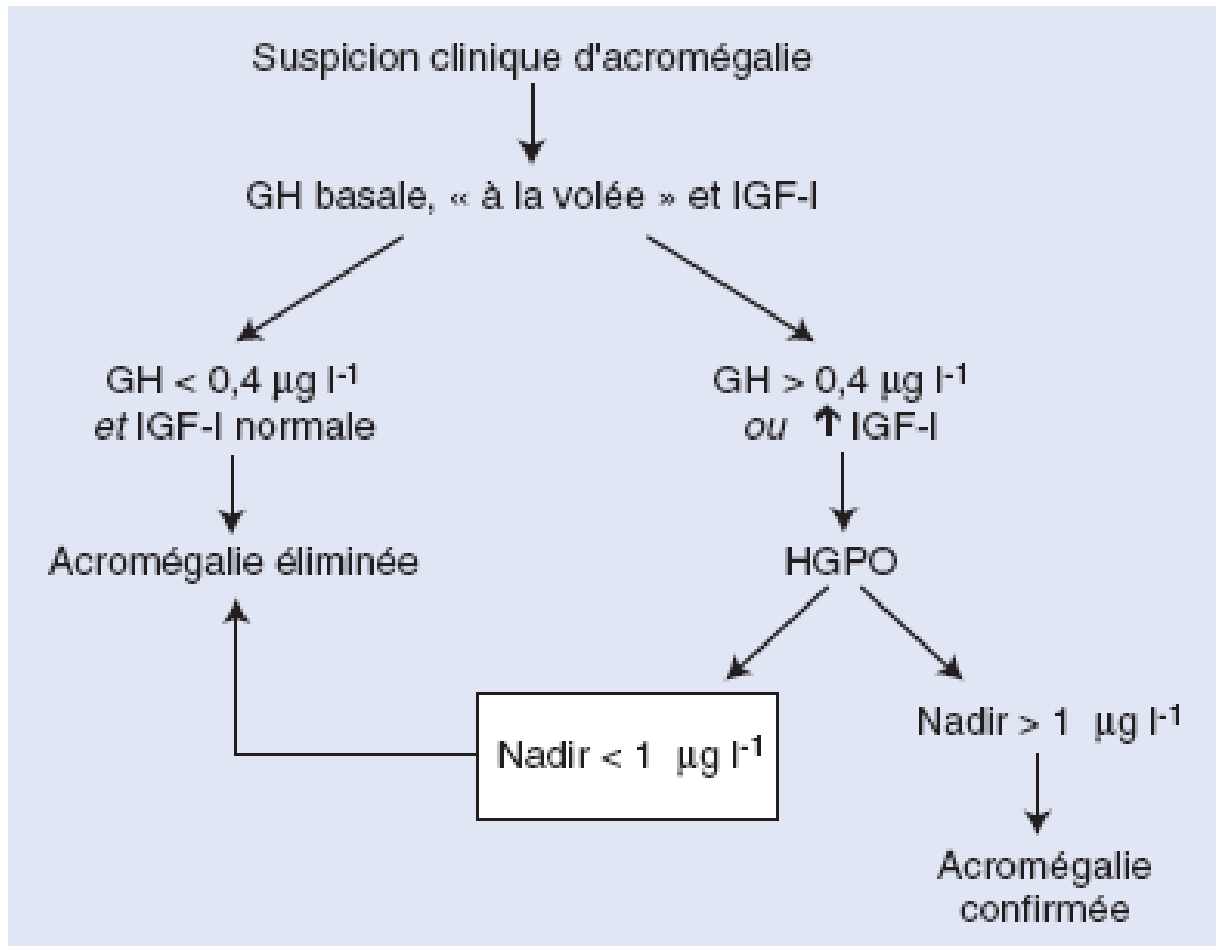 Suspicion clinique d'acromégalie
GH basale, « à la volée » et IGF-I
GH < 0,4 µg l-1
et IGF-I normale
GH > 0,4 µg l-1
ou ↑ IGF-I
Acromégalie éliminée
HGPO
Nadir < 1 µg l-1
Nadir > 1 µg l-1
Acromégalie
confirmée